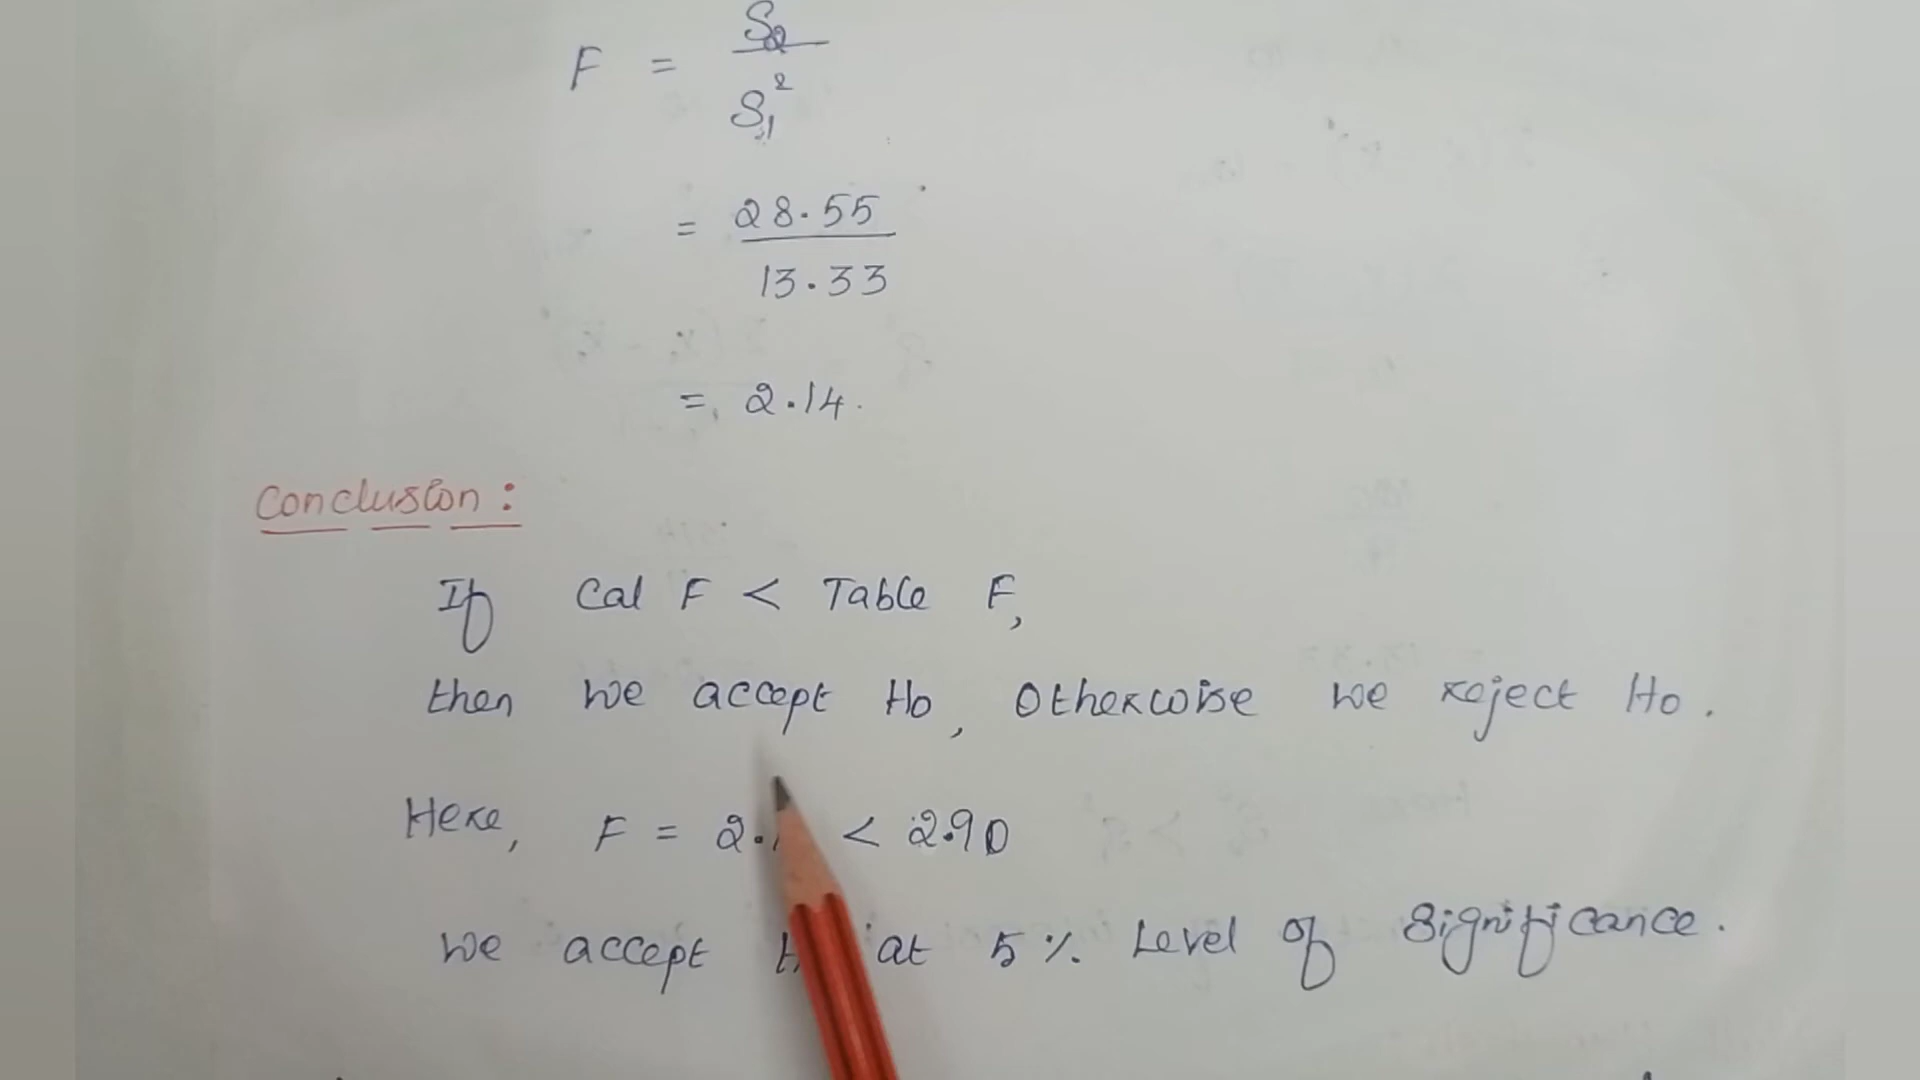 F = S2 / S1²
= 28.55 / 13.33
= 2.14.
Conclusion:
If Cal F < Table F,
then we accept Ho, Otherwise we reject Ho.
Here, F = 2. < 2.90
we accept at 5% Level of Significance.